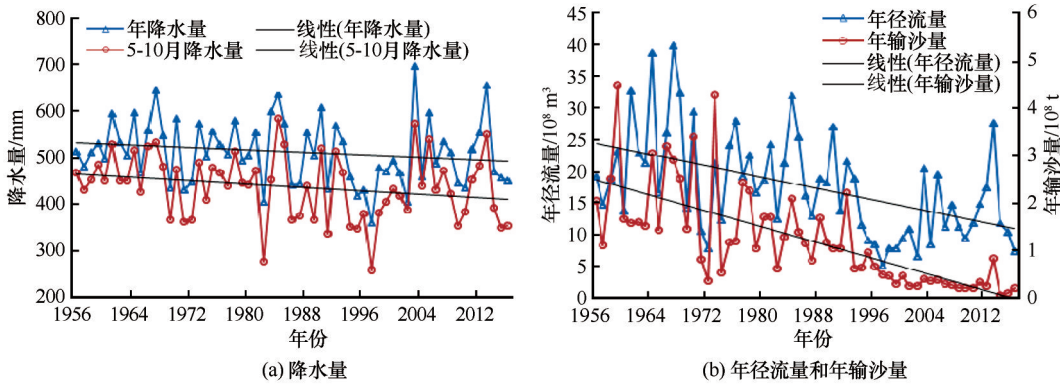 800
700
600
500
400
300
200
降水量/mm
年降水量
线性(年降水量)
5-10月降水量
线性(5-10月降水量)
1956 1964 1972 1980 1988 1996 2004 2012
年份
(a) 降水量
45
40
35
30
25
20
15
10
5
0
年径流量/10⁸ m³
年径流量
年输沙量
线性(年径流量)
线性(年输沙量)
6
5
4
3
2
1
0
年输沙量/10⁸ t
1956 1964 1972 1980 1988 1996 2004 2012
年份
(b) 年径流量和年输沙量